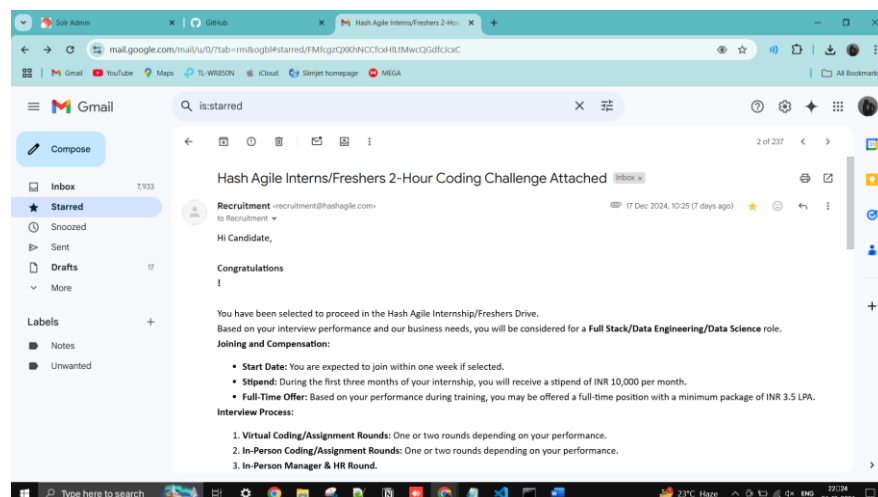 Solr Admin
GitHub
Hash Agile Interns/Freshers 2-Hou
mail.google.com/mail/u/0/?tab=rm&ogbl#starred/
Gmail
YouTube
Maps
TL-WR850N
iCloud
Slimjet homepage
MEGA
All Bookmarks
Gmail
is:starred
Compose
2 of 237
Hash Agile Interns/Freshers 2-Hour Coding Challenge Attached
Inbox x
Inbox 7,933
Starred
Snoozed
Sent
Drafts 17
More
Labels
Notes
Unwanted
Recruitment <recruitment@hashagile.com>
17 Dec 2024, 10:25 (7 days ago)
to Recruitment
Hi Candidate,
Congratulations
!
You have been selected to proceed in the Hash Agile Internship/Freshers Drive.
Based on your interview performance and our business needs, you will be considered for a Full Stack/Data Engineering/Data Science role.
Joining and Compensation:
• Start Date: You are expected to join within one week if selected.
• Stipend: During the first three months of your internship, you will receive a stipend of INR 10,000 per month.
• Full-Time Offer: Based on your performance during training, you may be offered a full-time position with a minimum package of INR 3.5 LPA.
Interview Process:
1. Virtual Coding/Assignment Rounds: One or two rounds depending on your performance.
2. In-Person Coding/Assignment Rounds: One or two rounds depending on your performance.
3. In-Person Manager & HR Round.
Type here to search
23°C Haze
ENG